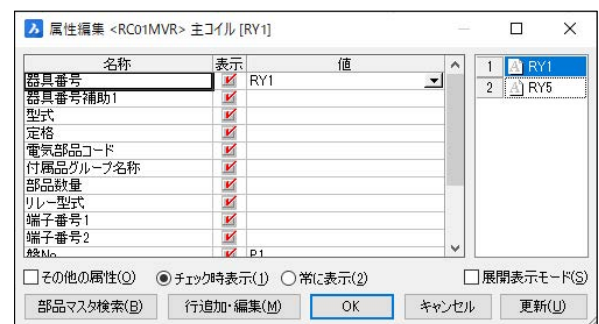 属性編集 <RC01MVR> 主コイル [RY1]
名称 表示 値
器具番号 RY1
器具番号補助1
型式
定格
電気部品コード
付属品グループ名称
部品数量
リレー型式
端子番号1
端子番号2
盤No. P1
1 RY1
2 RY5
その他の属性(O) チェック時表示(1) 常に表示(2) 展開表示モード(S)
部品マスタ検索(B) 行追加・編集(M) OK キャンセル 更新(U)